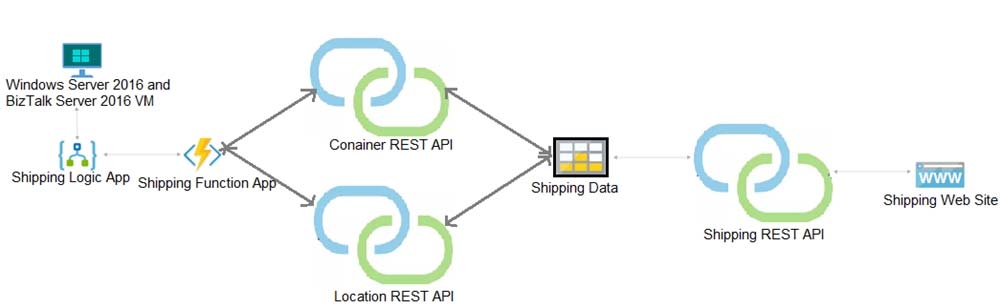 Windows Server 2016 and
BizTalk Server 2016 VM
Shipping Logic App
Shipping Function App
Conainer REST API
Location REST API
Shipping Data
Shipping REST API
WWW
Shipping Web Site